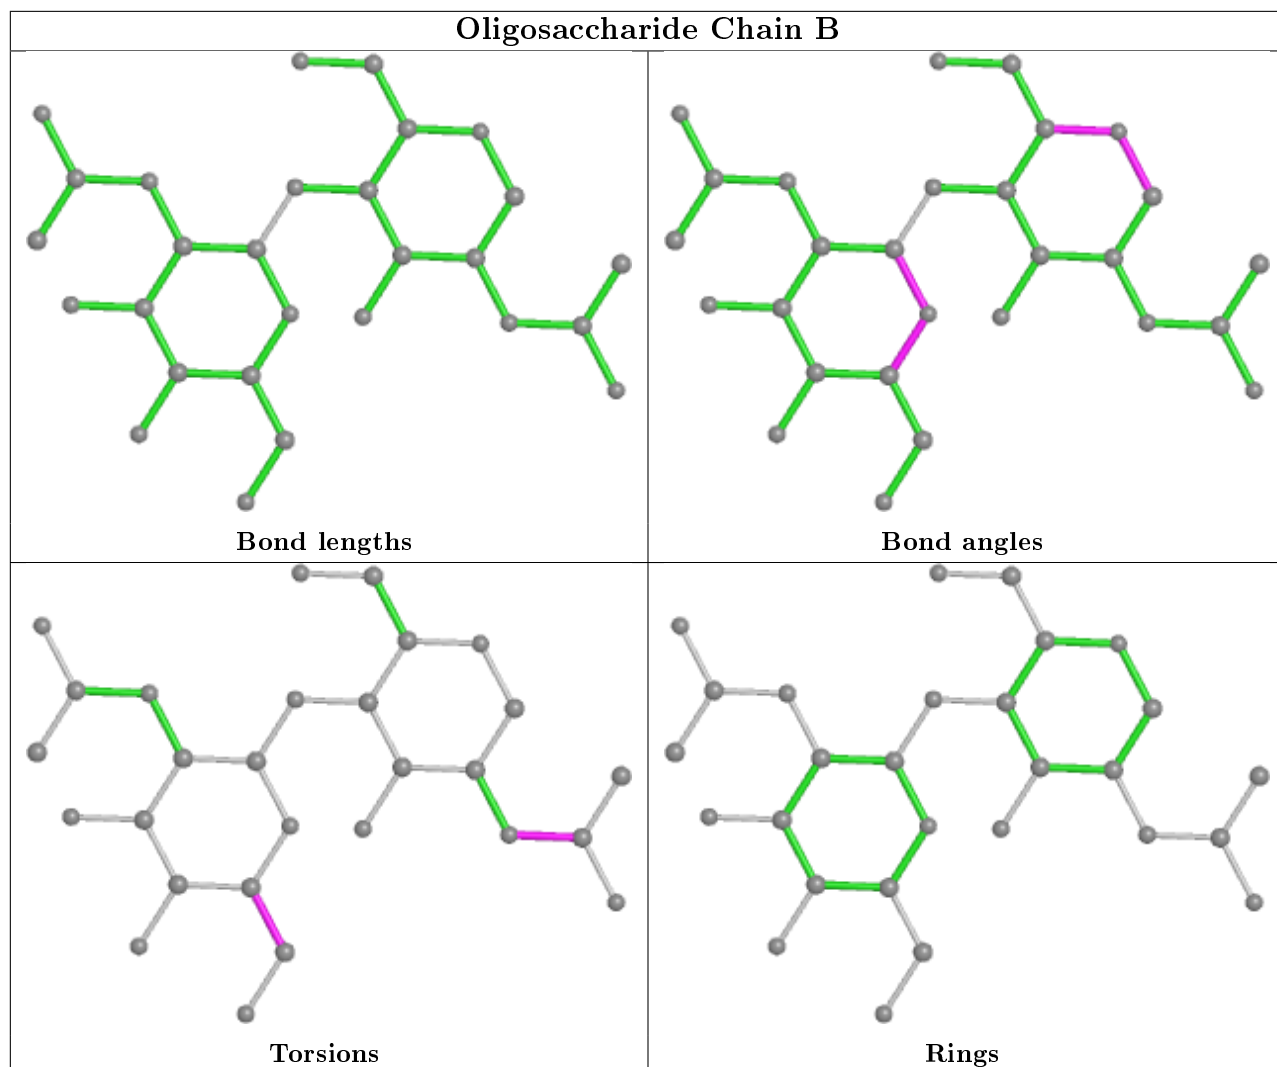 Oligosaccharide Chain B
Bond lengths
Bond angles
Torsions
Rings